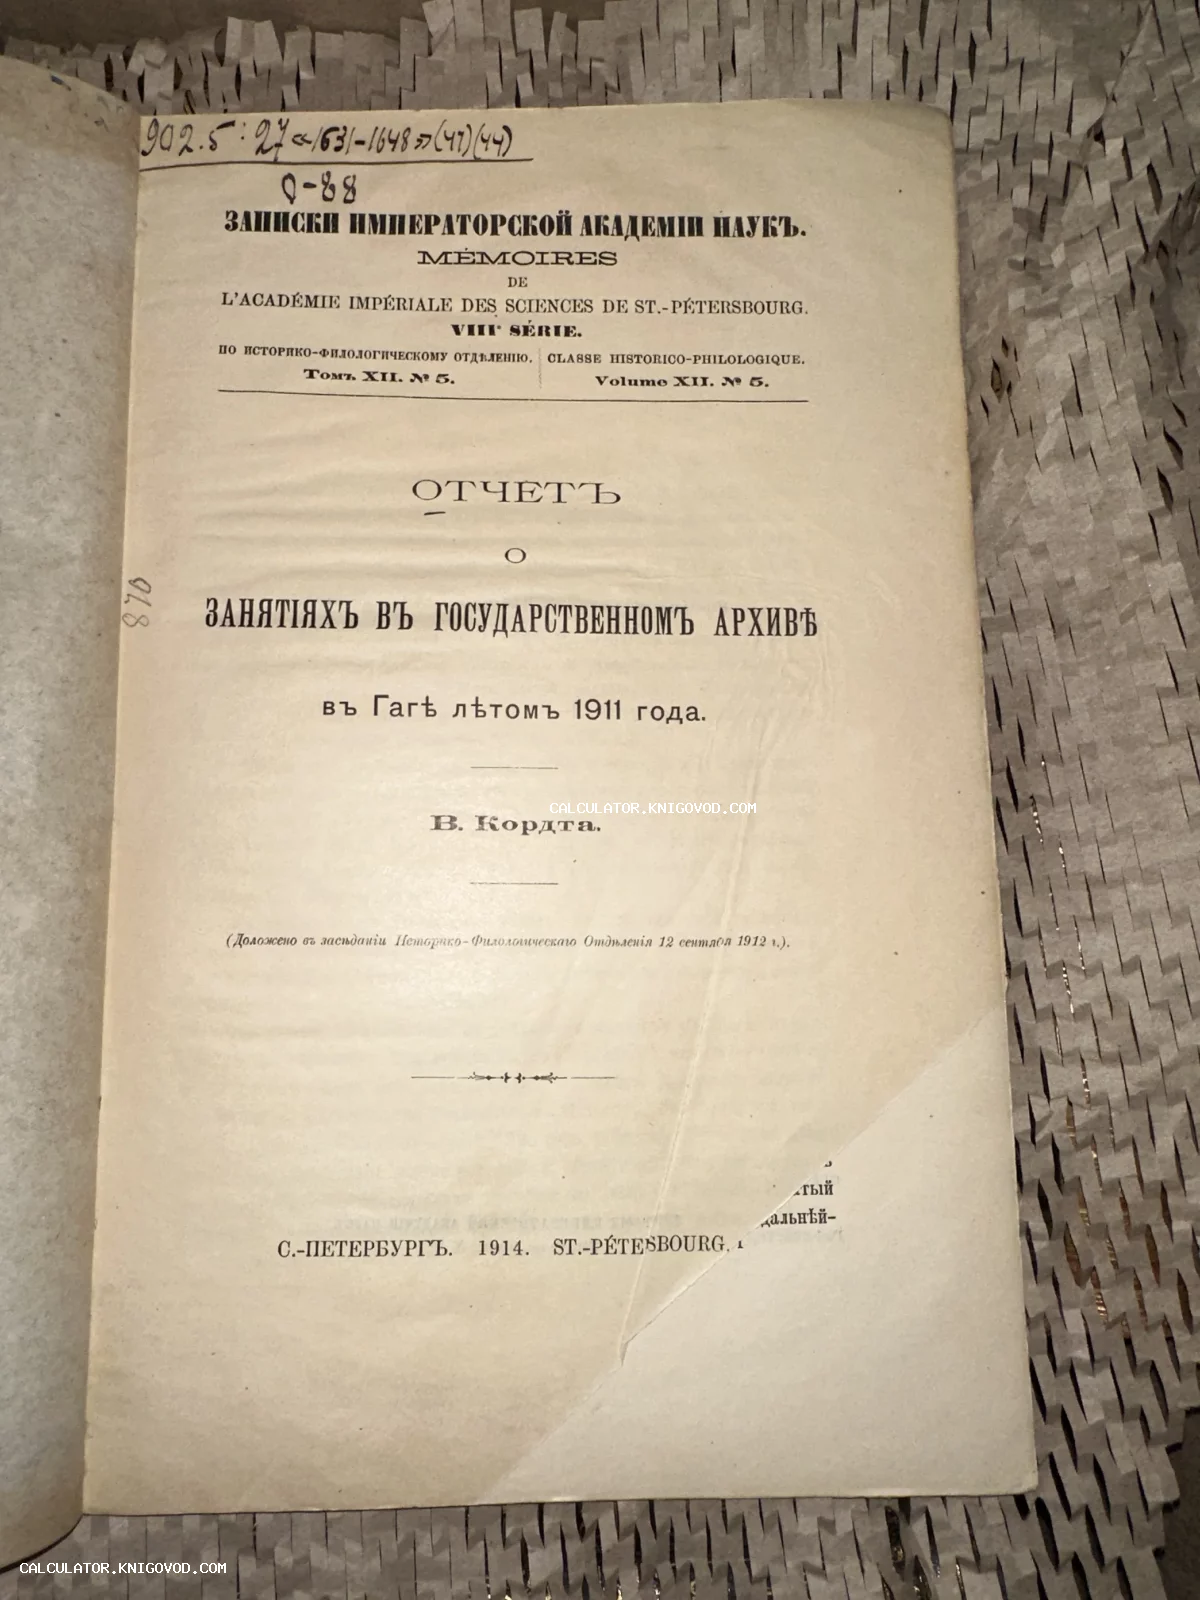 902.5:27«1631-1648»(47)(44)
О-88
ЗАПИСКИ ИМПЕРАТОРСКОЙ АКАДЕМІИ НАУКЪ.
MÉMOIRES
DE
L'ACADÉMIE IMPÉRIALE DES SCIENCES DE ST.-PÉTERSBOURG.
VIIIᵉ SÉRIE.
ПО ИСТОРИКО-ФИЛОЛОГИЧЕСКОМУ ОТДѢЛЕНІЮ. CLASSE HISTORICO-PHILOLOGIQUE.
Томъ XII. № 5. Volume XII. № 5.
ОТЧЕТЪ
О
870
ЗАНЯТІЯХЪ ВЪ ГОСУДАРСТВЕННОМЪ АРХИВѢ
въ Гагѣ лѣтомъ 1911 года.
CALCULATOR.KNIGOVOD.COM
В. Кордта.
(Доложено въ засѣданіи Историко-Филологическаго Отдѣленія 12 сентября 1912 г.).
тый
дальнѣй-
С.-ПЕТЕРБУРГЪ. 1914. ST.-PÉTERSBOURG.
CALCULATOR.KNIGOVOD.COM